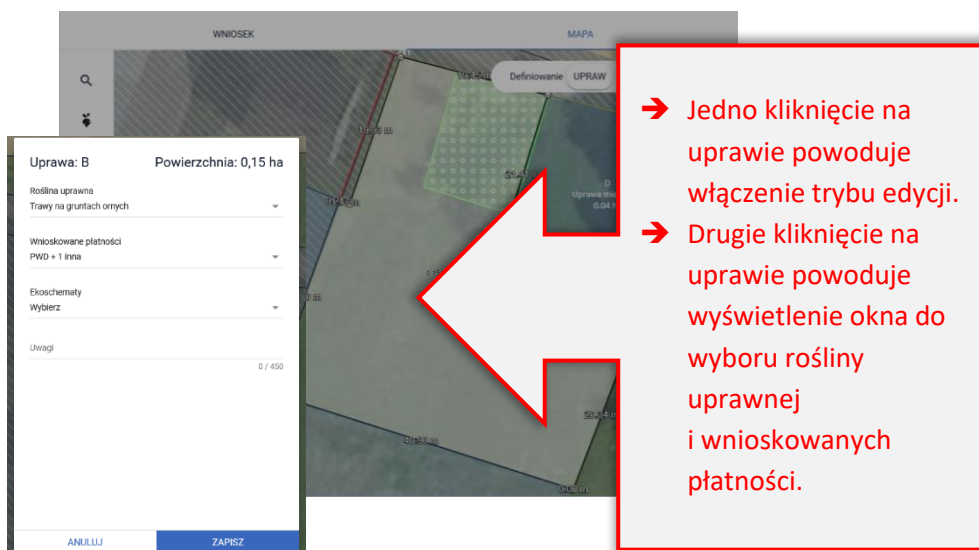 WNIOSEK
MAPA
Definiowanie UPRAW
D
0.04 h
Uprawa: B
Powierzchnia: 0,15 ha
Roślina uprawna
Trawy na gruntach ornych
Wnioskowane płatności
PWD + 1 inna
Ekoschematy
Wybierz
Uwagi
0 / 450
ANULUJ
ZAPISZ
➔ Jedno kliknięcie na
uprawie powoduje
włączenie trybu edycji.
➔ Drugie kliknięcie na
uprawie powoduje
wyświetlenie okna do
wyboru rośliny
uprawnej
i wnioskowanych
płatności.